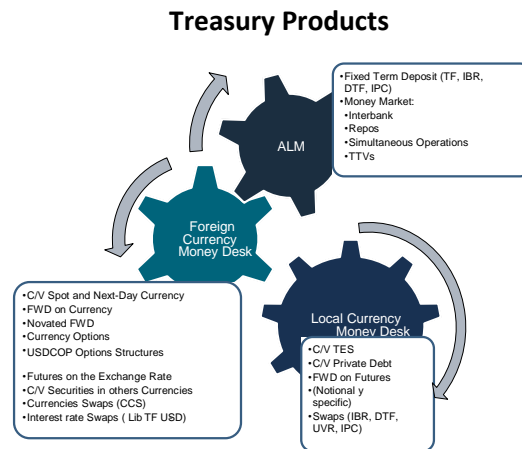 Treasury Products
•Fixed Term Deposit (TF, IBR,
DTF, IPC)
•Money Market:
•Interbank
•Repos
•Simultaneous Operations
•TTVs
ALM
Foreign
Currency
Money Desk
•C/V Spot and Next-Day Currency
•FWD on Currency
•Novated FWD
•Currency Options
•USDCOP Options Structures
•Futures on the Exchange Rate
•C/V Securities in others Currencies
•Currencies Swaps (CCS)
•Interest rate Swaps ( Lib TF USD)
Local Currency
Money Desk
•C/V TES
•C/V Private Debt
•FWD on Futures
•(Notional y
specific)
•Swaps (IBR, DTF,
UVR, IPC)